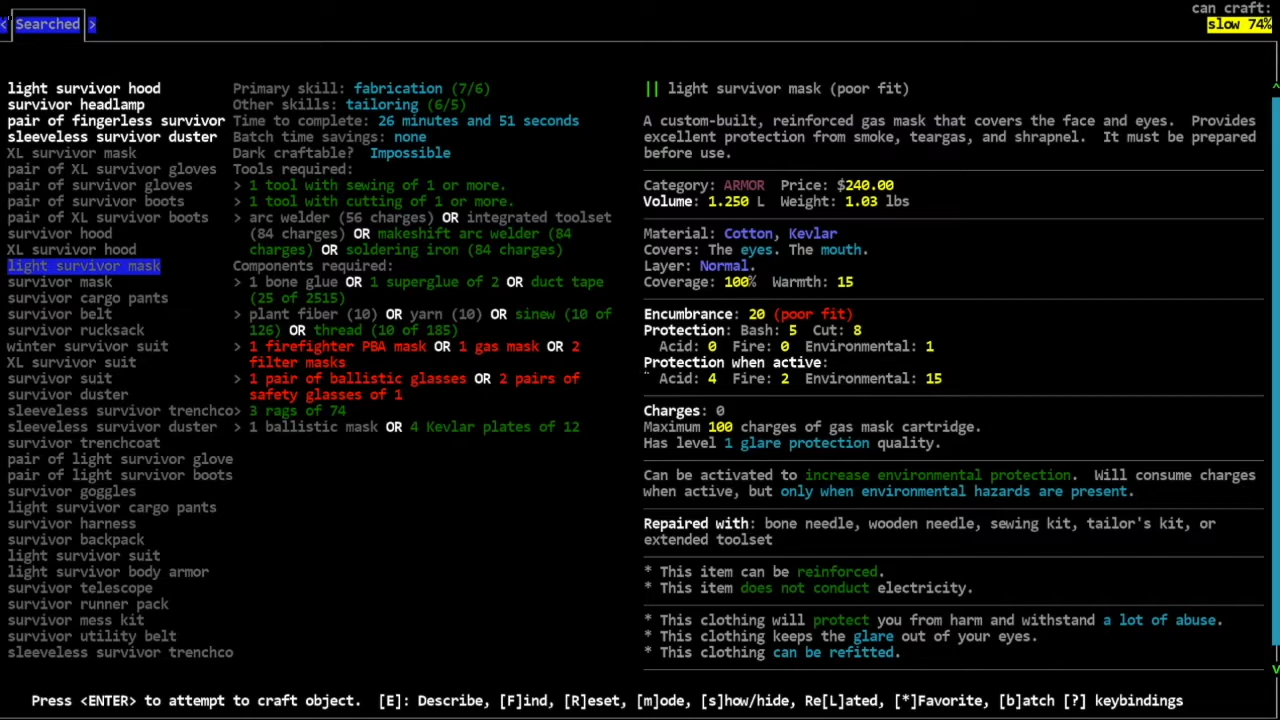 can craft:
< Searched >
slow 74%
light survivor hood
survivor headlamp
pair of fingerless survivor
sleeveless survivor duster
XL survivor mask
pair of XL survivor gloves
pair of survivor gloves
pair of survivor boots
pair of XL survivor boots
survivor hood
XL survivor hood
light survivor mask
survivor mask
survivor cargo pants
survivor belt
survivor rucksack
winter survivor suit
XL survivor suit
survivor suit
survivor duster
sleeveless survivor trenchco
sleeveless survivor duster
survivor trenchcoat
pair of light survivor glove
pair of light survivor boots
survivor goggles
light survivor cargo pants
survivor harness
survivor backpack
light survivor suit
light survivor body armor
survivor telescope
survivor runner pack
survivor mess kit
survivor utility belt
sleeveless survivor trenchco
Primary skill: fabrication (7/6)
Other skills: tailoring (6/5)
Time to complete: 26 minutes and 51 seconds
Batch time savings: none
Dark craftable? Impossible
Tools required:
> 1 tool with sewing of 1 or more.
> 1 tool with cutting of 1 or more.
> arc welder (56 charges) OR integrated toolset
(84 charges) OR makeshift arc welder (84
charges) OR soldering iron (84 charges)
Components required:
> 1 bone glue OR 1 superglue of 2 OR duct tape
(25 of 2515)
> plant fiber (10) OR yarn (10) OR sinew (10 of
126) OR thread (10 of 185)
> 1 firefighter PBA mask OR 1 gas mask OR 2
filter masks
> 1 pair of ballistic glasses OR 2 pairs of
safety glasses of 1
> 3 rags of 74
> 1 ballistic mask OR 4 Kevlar plates of 12
|| light survivor mask (poor fit)
A custom-built, reinforced gas mask that covers the face and eyes. Provides
excellent protection from smoke, teargas, and shrapnel. It must be prepared
before use.
Category: ARMOR Price: $240.00
Volume: 1.250 L Weight: 1.03 lbs
Material: Cotton, Kevlar
Covers: The eyes. The mouth.
Layer: Normal.
Coverage: 100% Warmth: 15
Encumbrance: 20 (poor fit)
Protection: Bash: 5 Cut: 8
Acid: 0 Fire: 0 Environmental: 1
Protection when active:
Acid: 4 Fire: 2 Environmental: 15
Charges: 0
Maximum 100 charges of gas mask cartridge.
Has level 1 glare protection quality.
Can be activated to increase environmental protection. Will consume charges
when active, but only when environmental hazards are present.
Repaired with: bone needle, wooden needle, sewing kit, tailor's kit, or
extended toolset
* This item can be reinforced.
* This item does not conduct electricity.
* This clothing will protect you from harm and withstand a lot of abuse.
* This clothing keeps the glare out of your eyes.
* This clothing can be refitted.
Press <ENTER> to attempt to craft object. [E]: Describe, [F]ind, [R]eset, [m]ode, [s]how/hide, Re[L]ated, [*]Favorite, [b]atch [?] keybindings